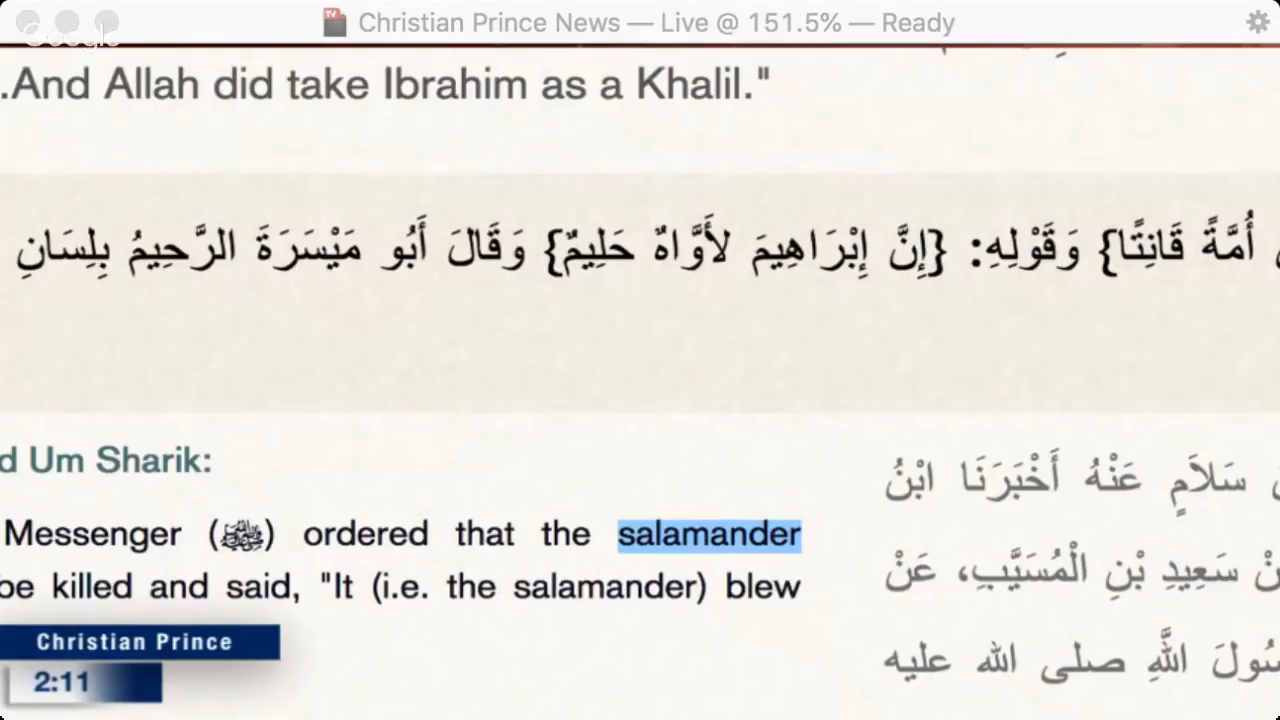 Christian Prince News — Live @ 151.5% — Ready
Google
.And Allah did take Ibrahim as a Khalil."
أُمَّةً قَانِتًا} وَقَوْلِهِ: {إِنَّ إِبْرَاهِيمَ لأَوَّاهٌ حَلِيمٌ} وَقَالَ أَبُو مَيْسَرَةَ الرَّحِيمُ بِلِسَانِ
d Um Sharik:
Messenger (ﷺ) ordered that the salamander
be killed and said, "It (i.e. the salamander) blew
سَلاَمٍ عَنْهُ أَخْبَرَنَا ابْنُ
نْ سَعِيدِ بْنِ الْمُسَيَّبِ، عَنْ
سُولَ اللَّهِ صلى الله عليه
Christian Prince
2:11